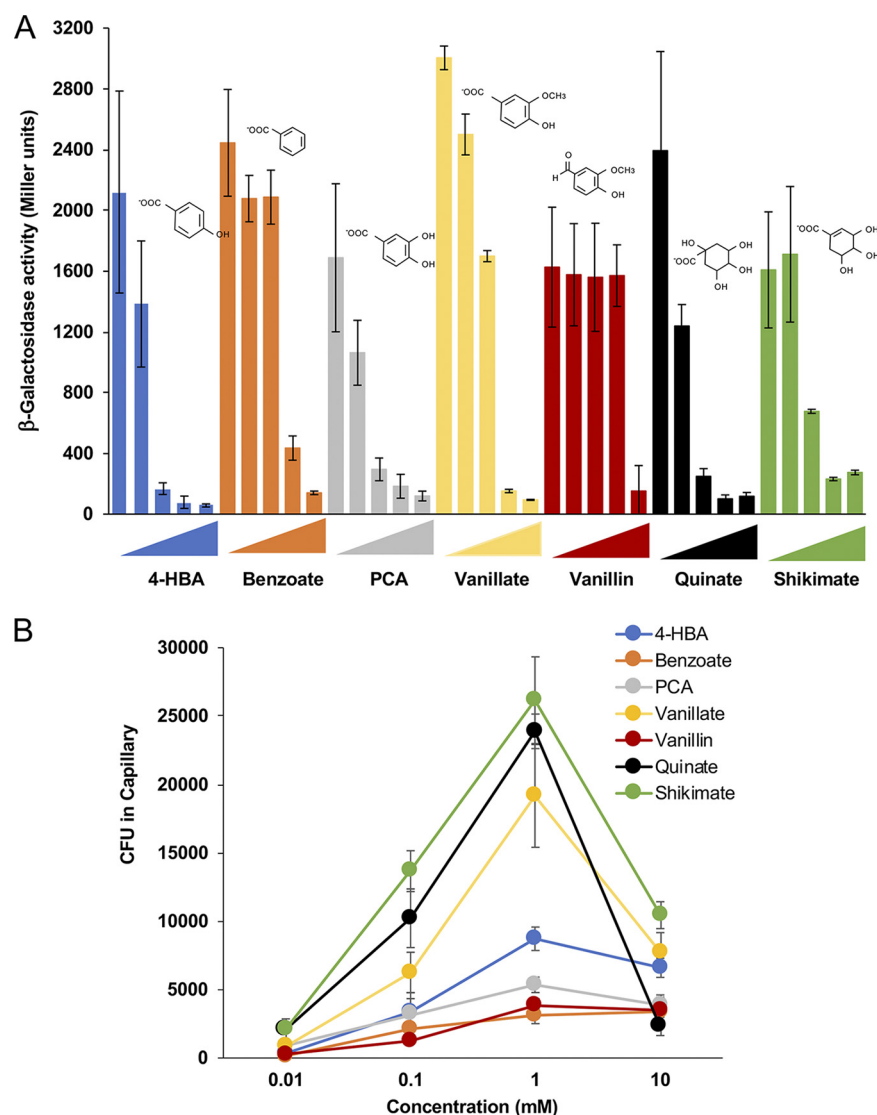 A
3200
2800
2400
2000
1600
1200
800
400
0
β-Galactosidase activity (Miller units)
-OOC
OH
-OOC
-OOC
OH
OH
-OOC
OCH3
OH
O
H
OCH3
OH
HO
-OOC
OH
OH
OH
-OOC
OH
OH
OH
4-HBA Benzoate PCA Vanillate Vanillin Quinate Shikimate
B
30000
25000
20000
15000
10000
5000
0
CFU in Capillary
4-HBA
Benzoate
PCA
Vanillate
Vanillin
Quinate
Shikimate
0.01 0.1 1 10
Concentration (mM)